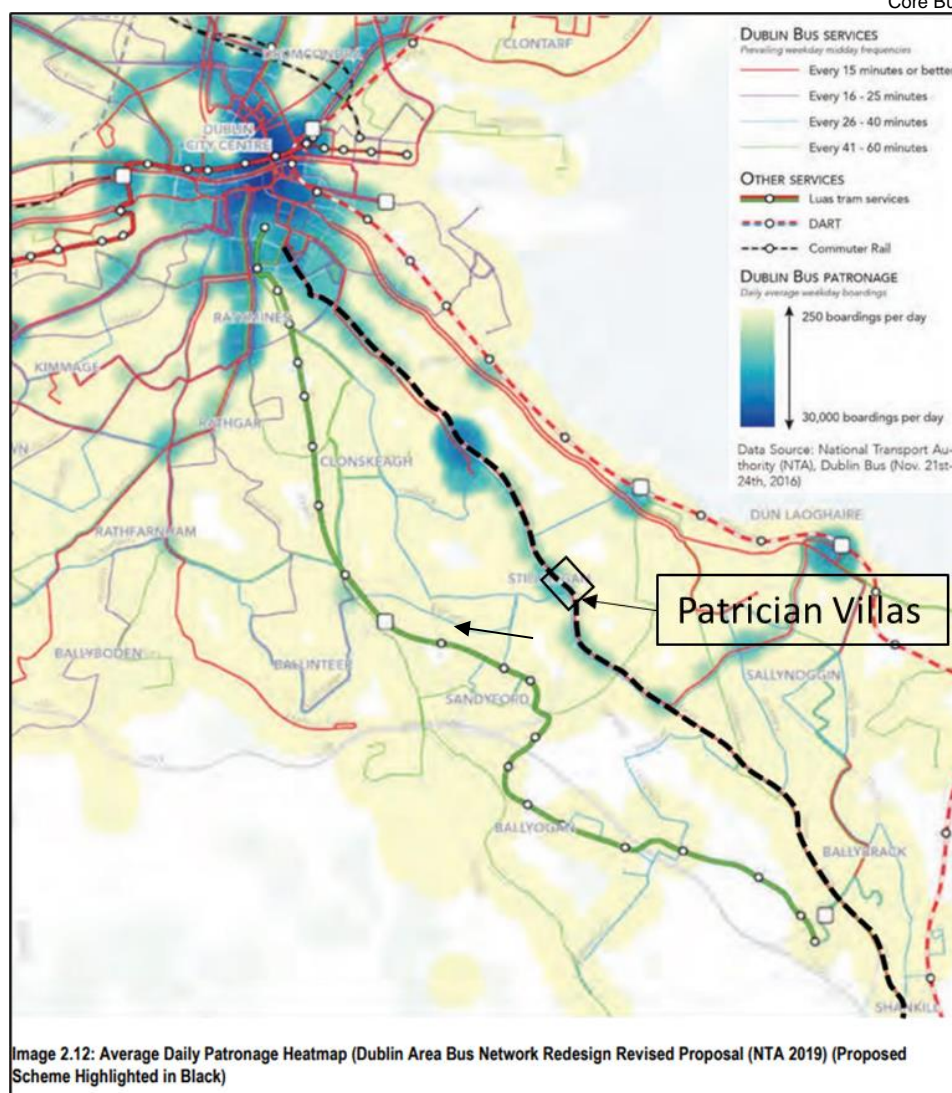 Core Bu
DUBLIN BUS SERVICES
Prevailing weekday midday frequencies
Every 15 minutes or better
Every 16 - 25 minutes
Every 26 - 40 minutes
Every 41 - 60 minutes
OTHER SERVICES
Luas tram services
DART
Commuter Rail
DUBLIN BUS PATRONAGE
Daily average weekday boardings
250 boardings per day
30,000 boardings per day
Data Source: National Transport Au-
thority (NTA), Dublin Bus (Nov. 21st-
24th, 2016)
DRUMCONDRA
CLONTARF
DUBLIN
CITY CENTRE
RATHMINES
KIMMAGE
RATHGAR
CLONSKEAGH
RATHFARNHAM
DUN LAOGHAIRE
Patrician Villas
BALLYBODEN
BALLINTEER
SALLYNOGGIN
SANDYFORD
BALLYOGAN
BALLYBRACK
SHANKILL
Image 2.12: Average Daily Patronage Heatmap (Dublin Area Bus Network Redesign Revised Proposal (NTA 2019) (Proposed
Scheme Highlighted in Black)